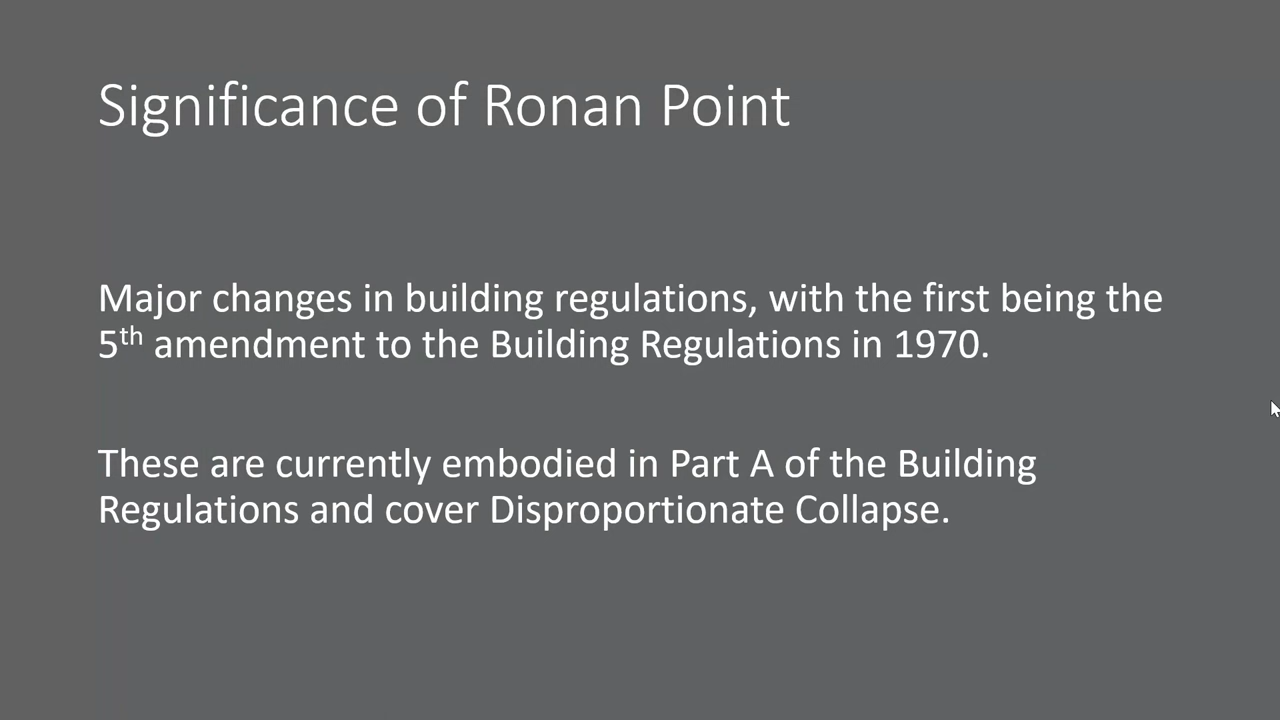 Significance of Ronan Point
Major changes in building regulations, with the first being the
5th amendment to the Building Regulations in 1970.
These are currently embodied in Part A of the Building
Regulations and cover Disproportionate Collapse.